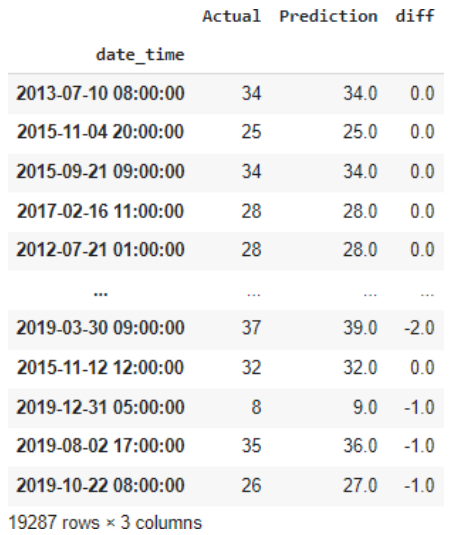 Actual Prediction diff
date_time
2013-07-10 08:00:00 34 34.0 0.0
2015-11-04 20:00:00 25 25.0 0.0
2015-09-21 09:00:00 34 34.0 0.0
2017-02-16 11:00:00 28 28.0 0.0
2012-07-21 01:00:00 28 28.0 0.0
... ... ... ...
2019-03-30 09:00:00 37 39.0 -2.0
2015-11-12 12:00:00 32 32.0 0.0
2019-12-31 05:00:00 8 9.0 -1.0
2019-08-02 17:00:00 35 36.0 -1.0
2019-10-22 08:00:00 26 27.0 -1.0
19287 rows × 3 columns